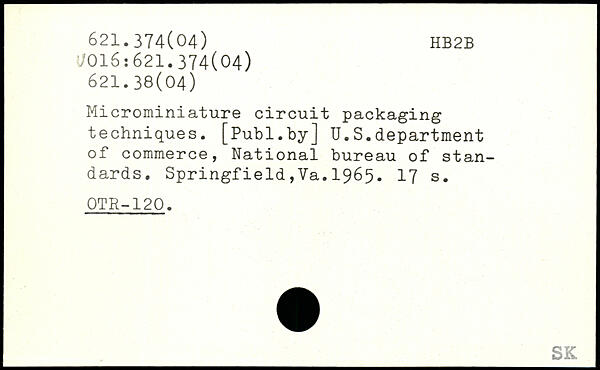 621.374(04) HB2B
V016:621.374(04)
621.38(04)
Microminiature circuit packaging
techniques. [Publ.by] U.S.department
of commerce, National bureau of stan-
dards. Springfield,Va.1965. 17 s.
OTR-120.
SK